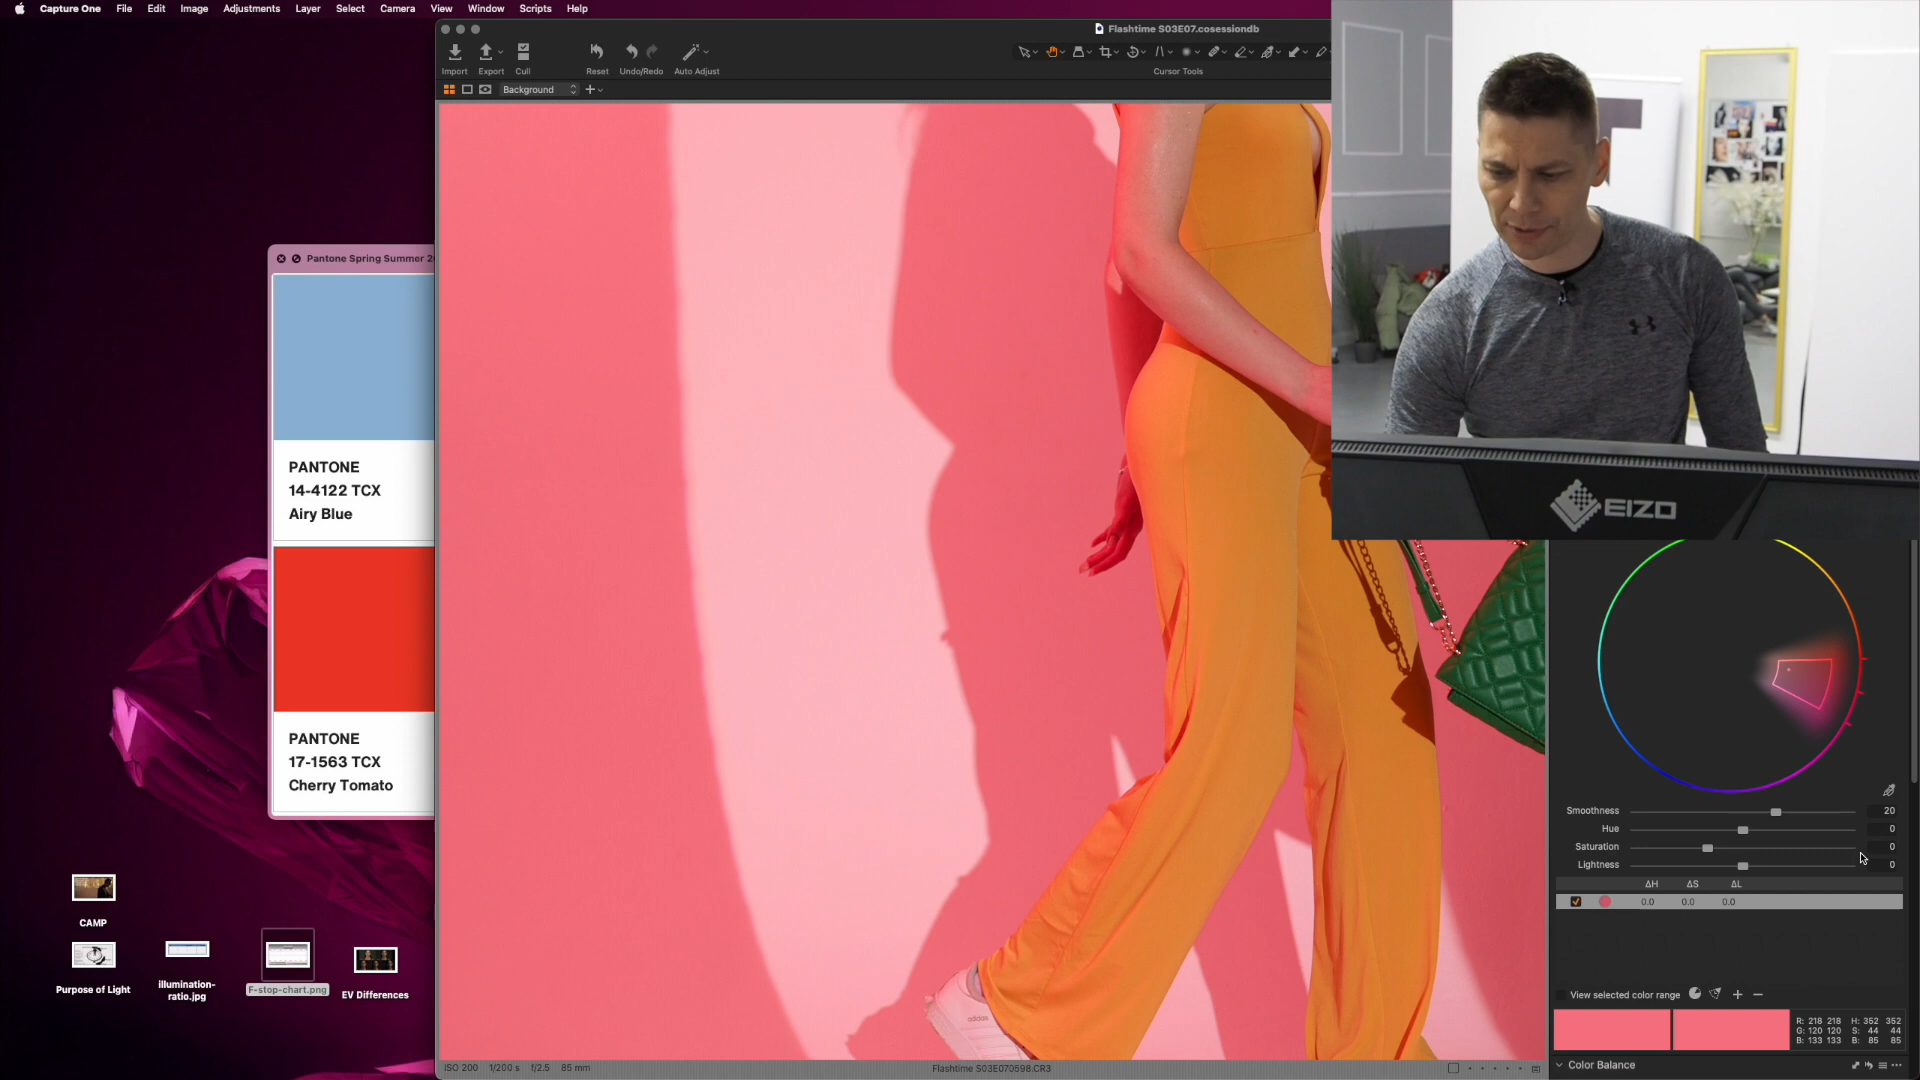 Capture One File Edit Image Adjustments Layer Select Camera View Window Scripts Help
Flashtime S03E07.cosessiondb
Import Export Cull Reset Undo/Redo Auto Adjust Cursor Tools
Background
Pantone Spring Summer 2
PANTONE
14-4122 TCX
Airy Blue
PANTONE
17-1563 TCX
Cherry Tomato
EIZO
adidas
Smoothness 20
Hue 0
Saturation 0
Lightness 0
ΔH ΔS ΔL
0.0 0.0 0.0
View selected color range
R: 218 218 H: 352 352
G: 120 120 S: 44 44
B: 133 133 B: 85 85
Color Balance
CAMP
Purpose of Light
illumination-
ratio.jpg
F-stop-chart.png
EV Differences
ISO 200 1/200 s f/2.5 85 mm
Flashtime S03E070598.CR3